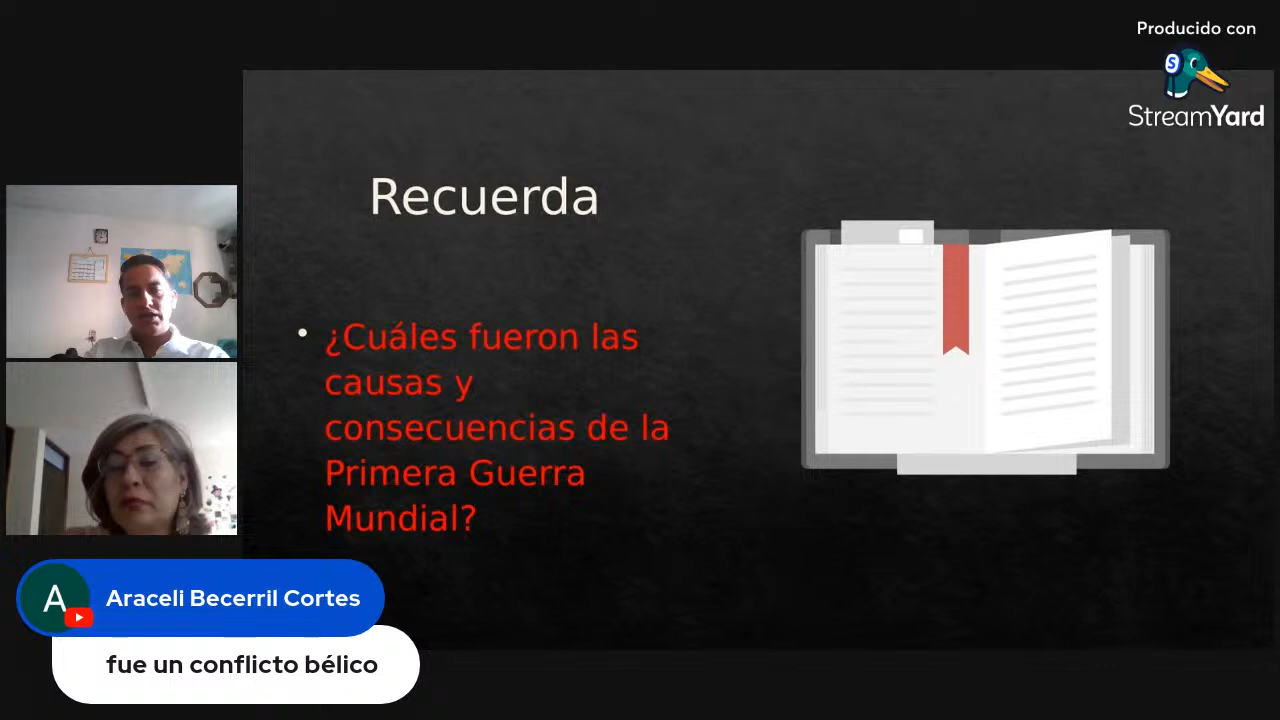 Producido con
StreamYard
Recuerda
• ¿Cuáles fueron las
causas y
consecuencias de la
Primera Guerra
Mundial?
A
Araceli Becerril Cortes
fue un conflicto bélico